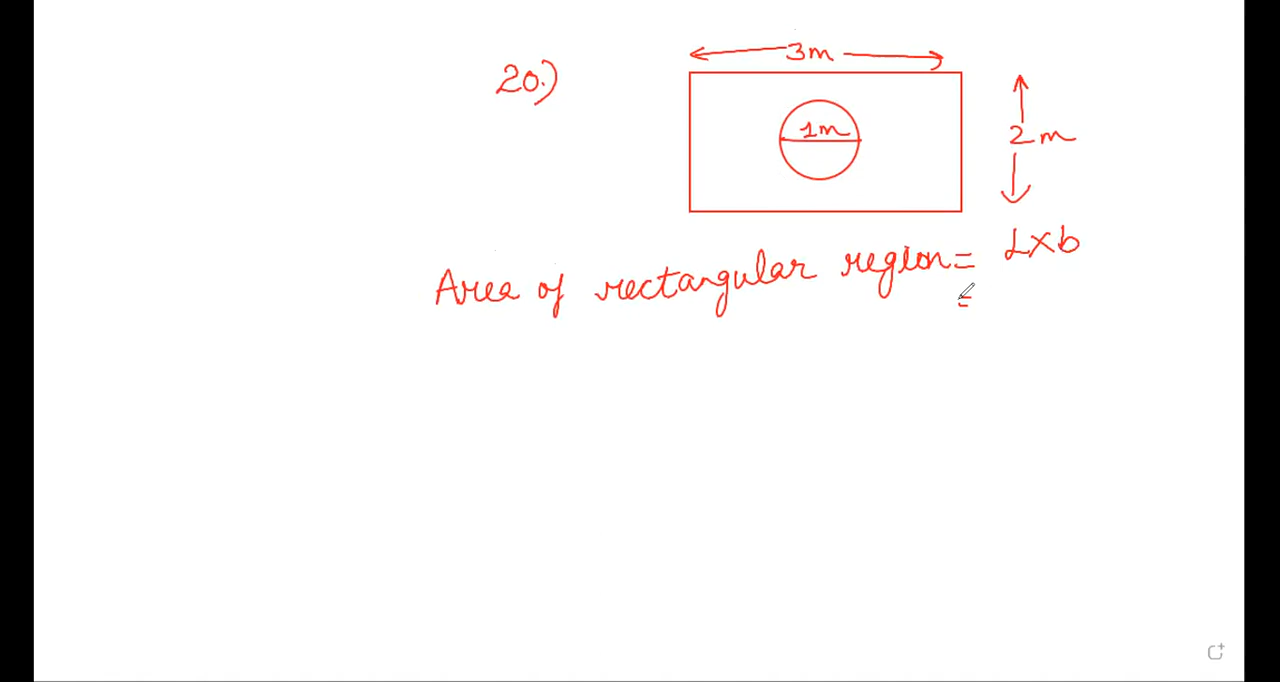 20.)
3m
1m
2m
Area of rectangular region = L×b
=